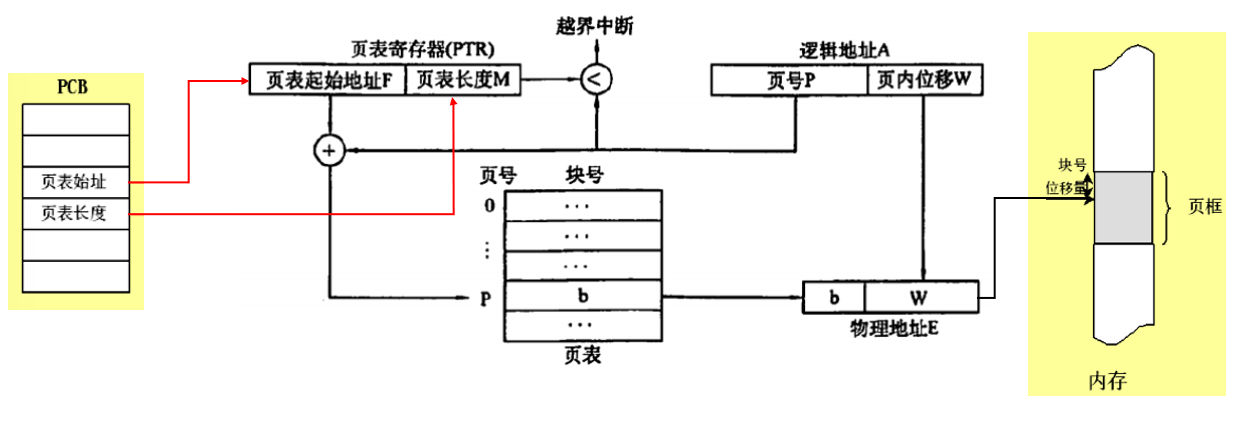 越界中断
页表寄存器(PTR)
逻辑地址A
页表起始地址F
页表长度M
<
页号P
页内位移W
PCB
+
页表始址
页表长度
页号
块号
0
···
···
⋮
···
P
b
···
页表
b
W
物理地址E
块号
位移量
页框
内存